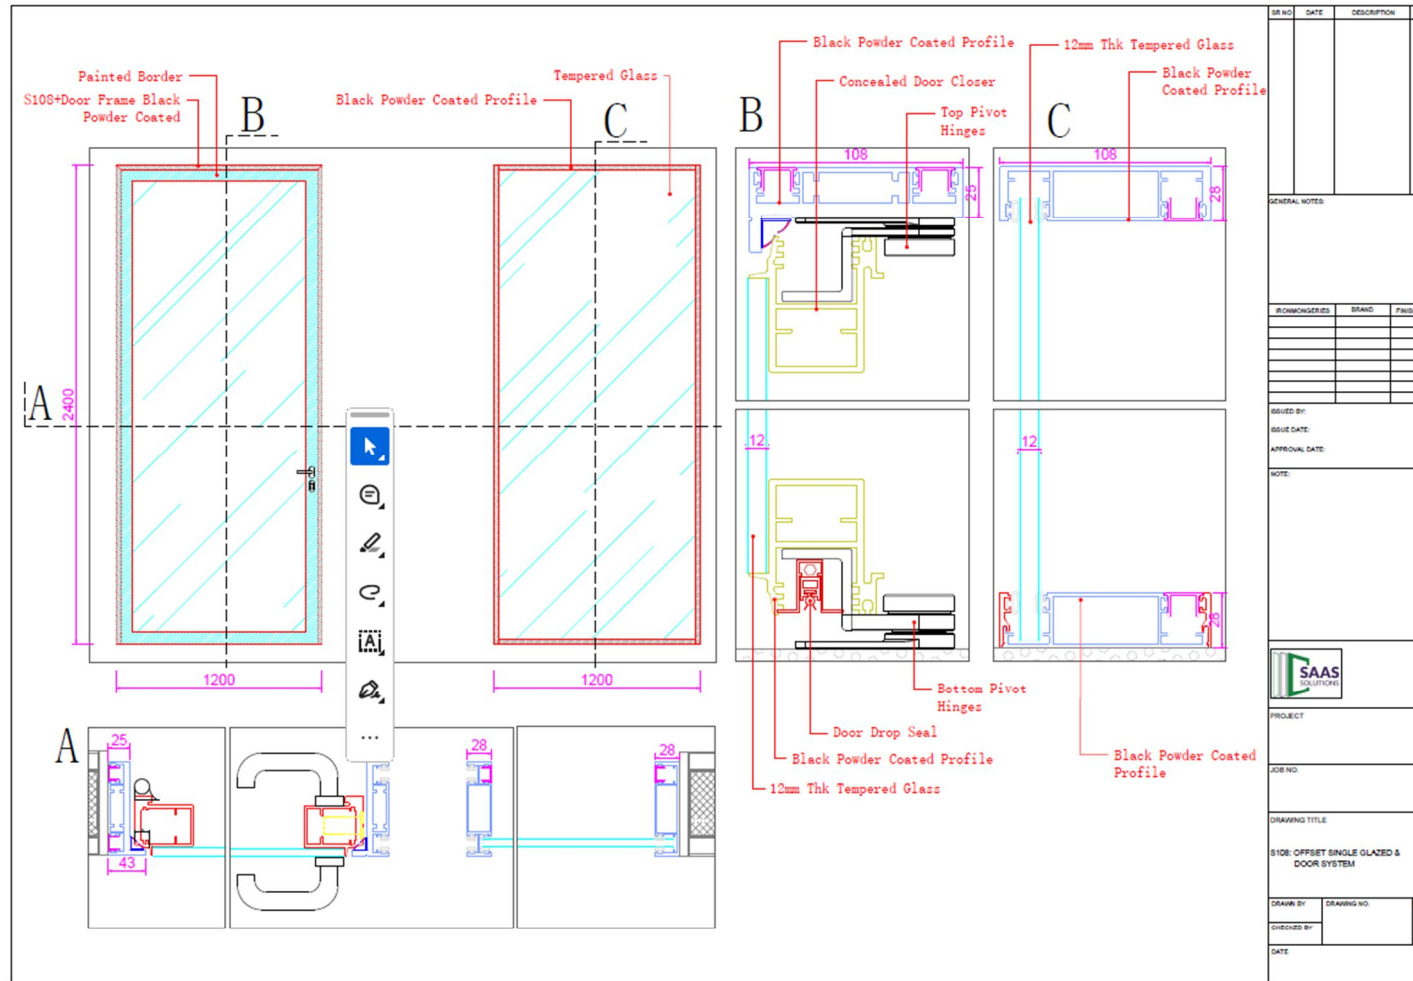 Painted Border
S108+Door Frame Black
Powder Coated
B
Black Powder Coated Profile
Tempered Glass
C
A
2400
1200
1200
B
Black Powder Coated Profile
Concealed Door Closer
Top Pivot
Hinges
108
25
12
Bottom Pivot
Hinges
Door Drop Seal
Black Powder Coated Profile
12mm Thk Tempered Glass
C
12mm Thk Tempered Glass
Black Powder
Coated Profile
108
28
12
28
Black Powder Coated
Profile
A
25
43
28
28
A
SR NO
DATE
DESCRIPTION
GENERAL NOTES:
IRONMONGERIES
BRAND
FINIS
ISSUED BY:
ISSUE DATE:
APPROVAL DATE:
NOTE:
SAAS
SOLUTIONS
PROJECT
JOB NO.
DRAWING TITLE
S108: OFFSET SINGLE GLAZED &
DOOR SYSTEM
DRAWN BY
DRAWING NO.
CHECKED BY
DATE